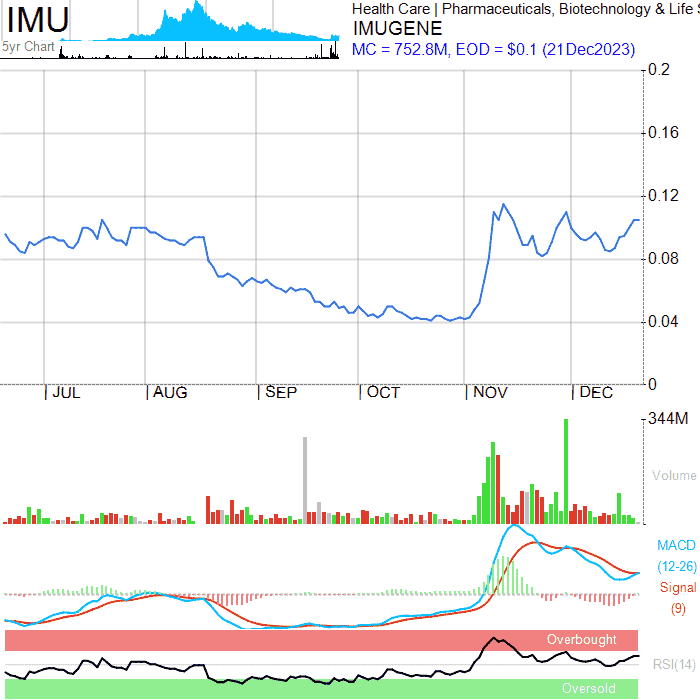 IMU
5yr Chart
Health Care | Pharmaceuticals, Biotechnology & Life S
IMUGENE
MC = 752.8M, EOD = $0.1 (21Dec2023)
0.2
0.16
0.12
0.08
0.04
0
JUL AUG SEP OCT NOV DEC
344M
Volume
MACD
(12-26)
Signal
(9)
Overbought
RSI(14)
Oversold